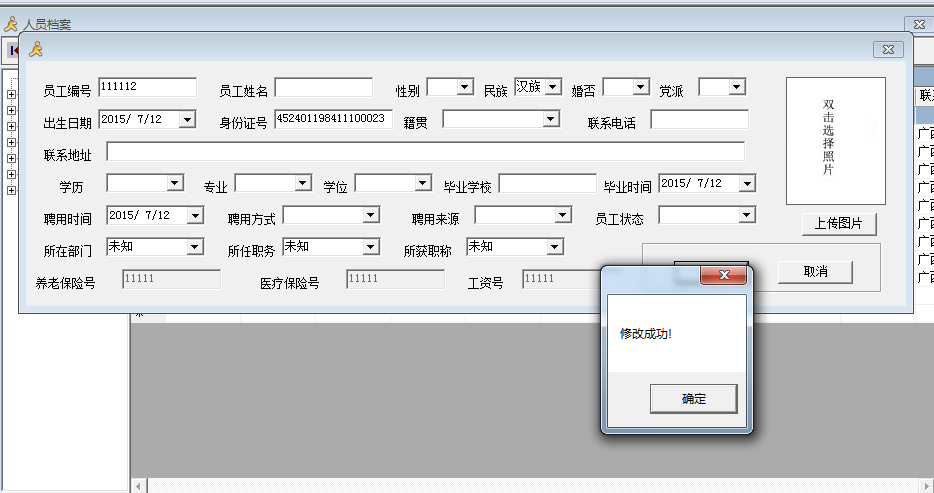 人员档案
员工编号 111112 员工姓名 性别 民族 汉族 婚否 党派
出生日期 2015/ 7/12 身份证号 452401198411100023 籍贯 联系电话
联系地址
学历 专业 学位 毕业学校 毕业时间 2015/ 7/12
聘用时间 2015/ 7/12 聘用方式 聘用来源 员工状态
所在部门 未知 所任职务 未知 所获职称 未知
养老保险号 11111 医疗保险号 11111 工资号 11111
双击选择照片
上传图片
取消
修改成功!
确定
联系
广西
广西
广西
广西
广西
广西
广西
广西
广西